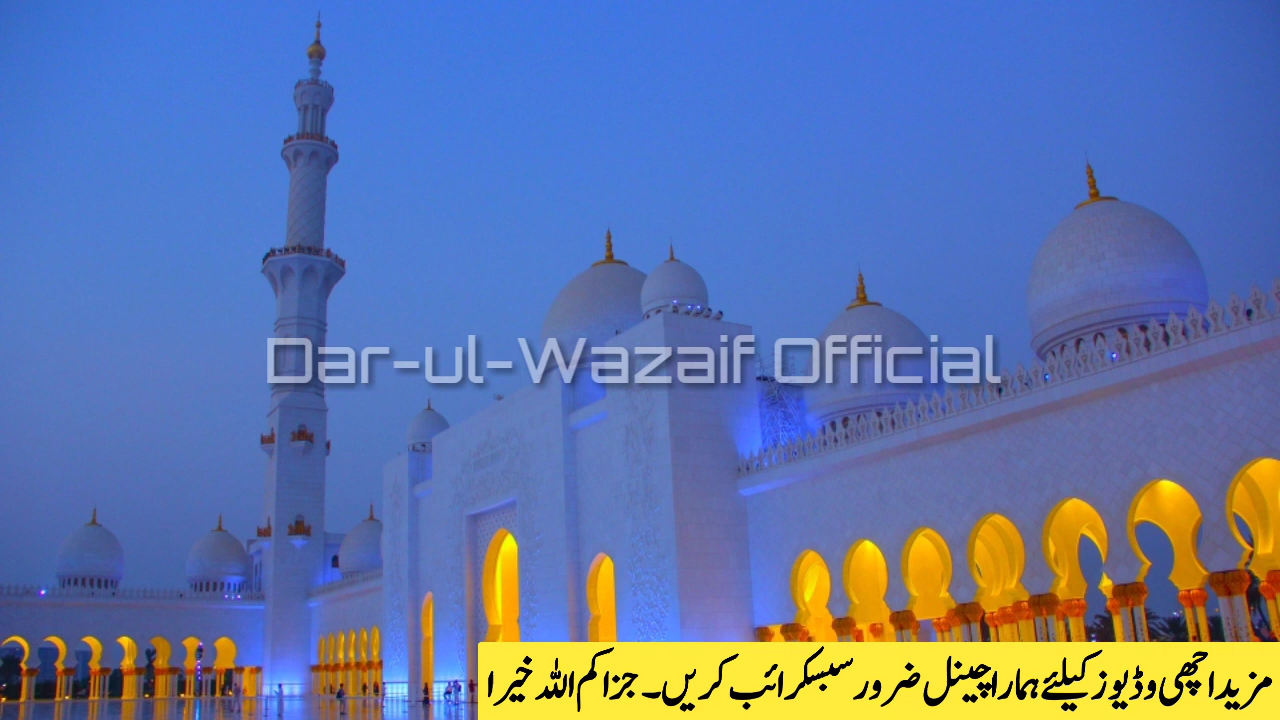 Dar-ul-Wazaif Official
مزید اچھی وڈیوز کیلئے ہمارا چینل ضرور سبسکرائب کریں۔ جزاکم اللہ خیرا